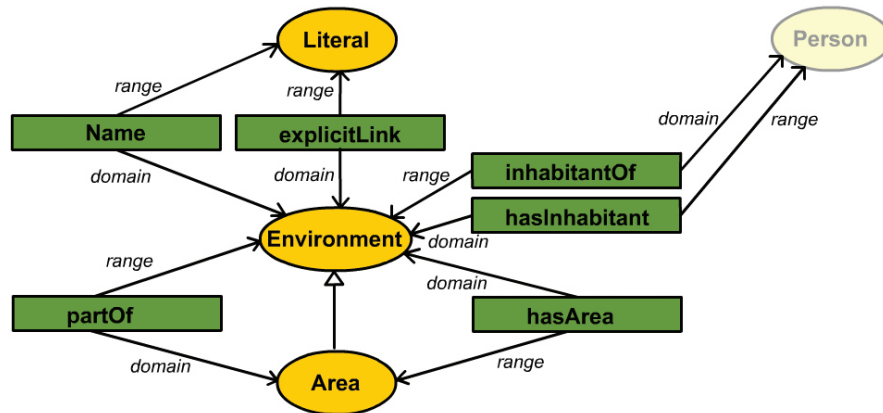 Literal
Person
range
range
domain
range
Name
explicitLink
domain
domain
range
inhabitantOf
hasInhabitant
Environment
domain
range
domain
partOf
hasArea
domain
range
Area